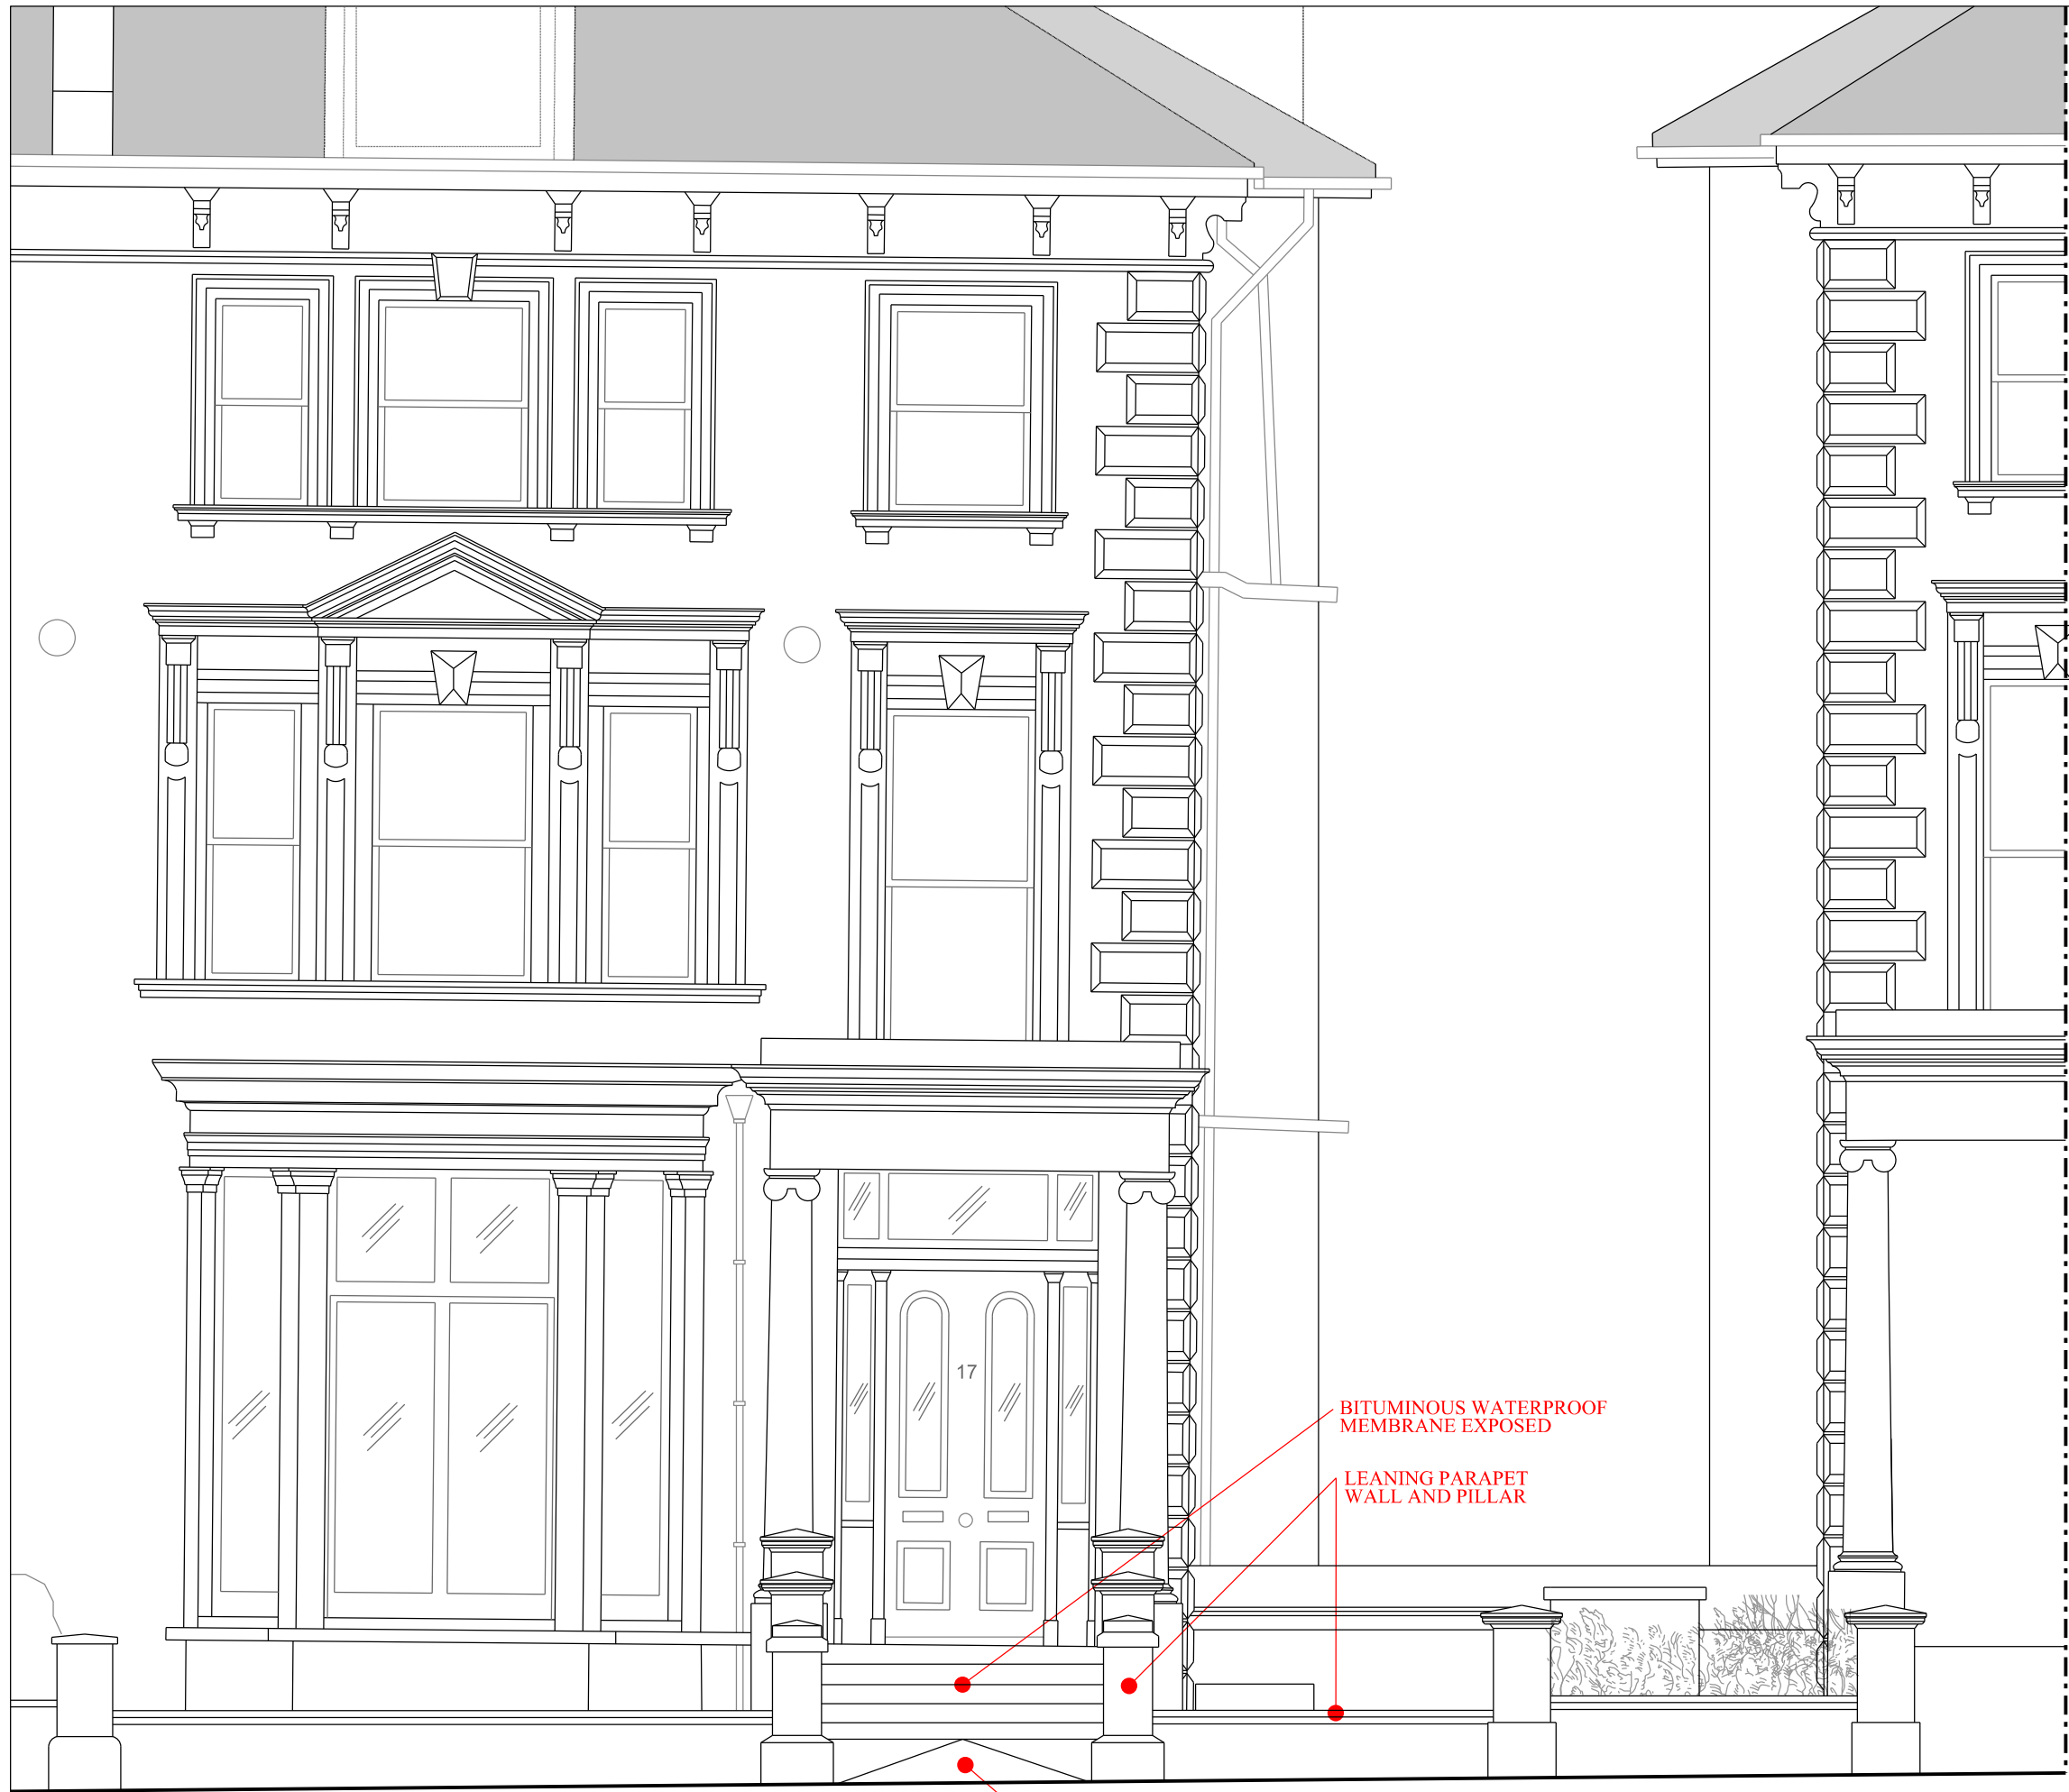 17
BITUMINOUS WATERPROOF
MEMBRANE EXPOSED
LEANING PARAPET
WALL AND PILLAR